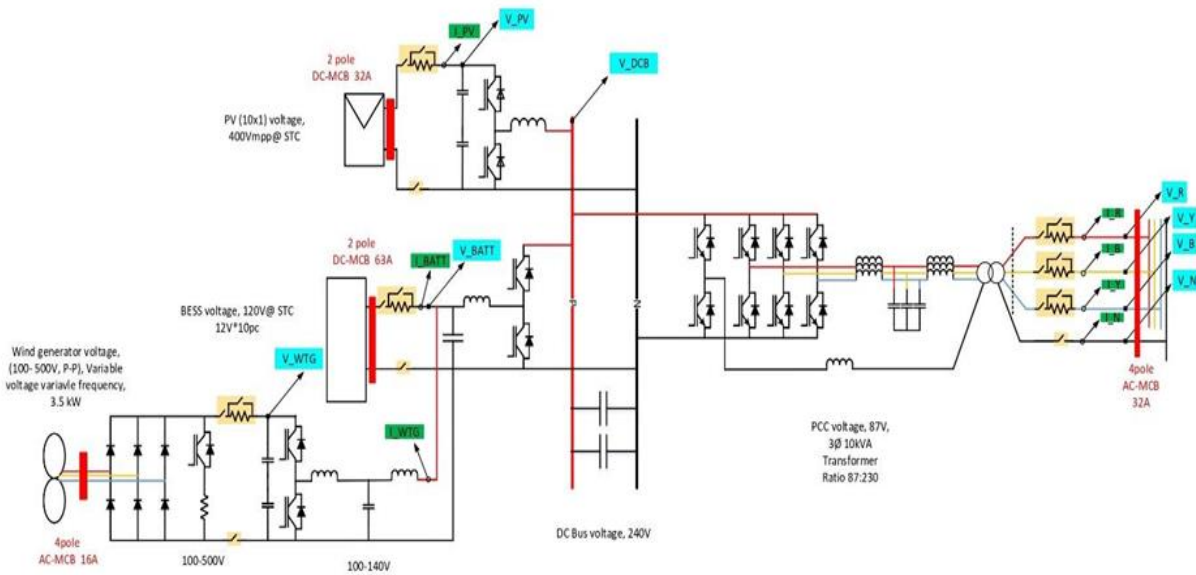 I_PV
V_PV
2 pole
DC-MCB 32A
V_DCB
PV (10x1) voltage,
400Vmpp@ STC
V_R
I_R
V_Y
I_B
V_B
I_Y
V_N
I_N
2 pole
DC-MCB 63A
I_BATT
V_BATT
P
N
BESS voltage, 120V@ STC
12V*10pc
V_WTG
Wind generator voltage,
(100- 500V, P-P), Variable
voltage variavle frequency,
3.5 kW
4pole
AC-MCB
32A
I_WTG
PCC voltage, 87V,
3Ø 10kVA
Transformer
Ratio 87:230
DC Bus voltage, 240V
4pole
AC-MCB 16A
100-500V
100-140V